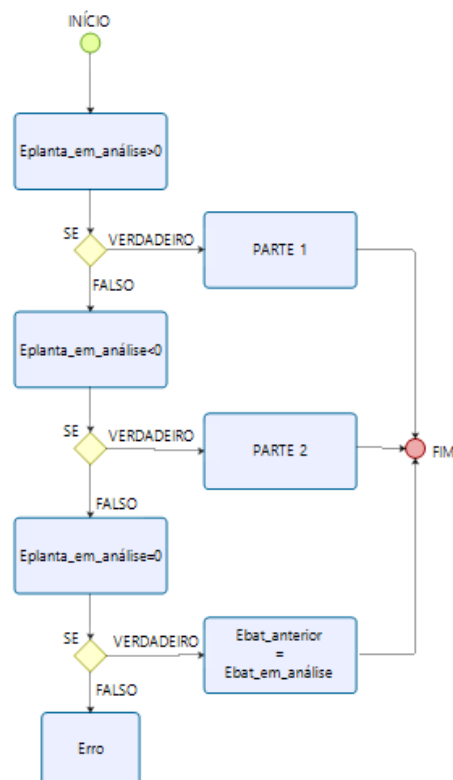 INÍCIO
Eplanta_em_análise>0
SE
VERDADEIRO
PARTE 1
FALSO
Eplanta_em_análise<0
SE
VERDADEIRO
PARTE 2
FIM
FALSO
Eplanta_em_análise=0
SE
VERDADEIRO
Ebat_anterior
=
Ebat_em_análise
FALSO
Erro